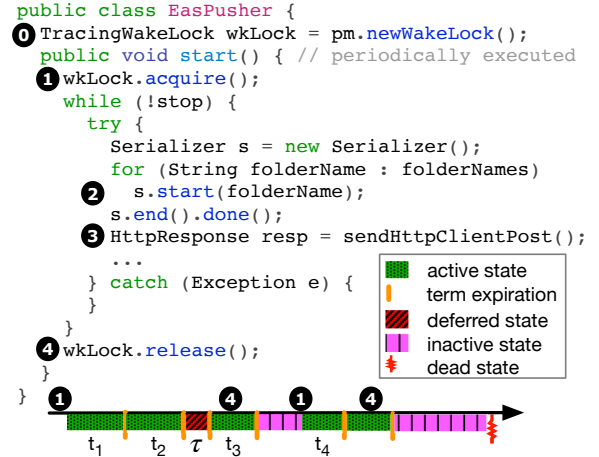 public class EasPusher {
0 TracingWakeLock wkLock = pm.newWakeLock();
public void start() { // periodically executed
1 wkLock.acquire();
while (!stop) {
try {
Serializer s = new Serializer();
for (String folderName : folderNames)
2 s.start(folderName);
s.end().done();
3 HttpResponse resp = sendHttpClientPost();
...
} catch (Exception e) {
}
}
4 wkLock.release();
}
}
active state
term expiration
deferred state
inactive state
dead state
1 4 1 4
t1 t2 τ t3 t4